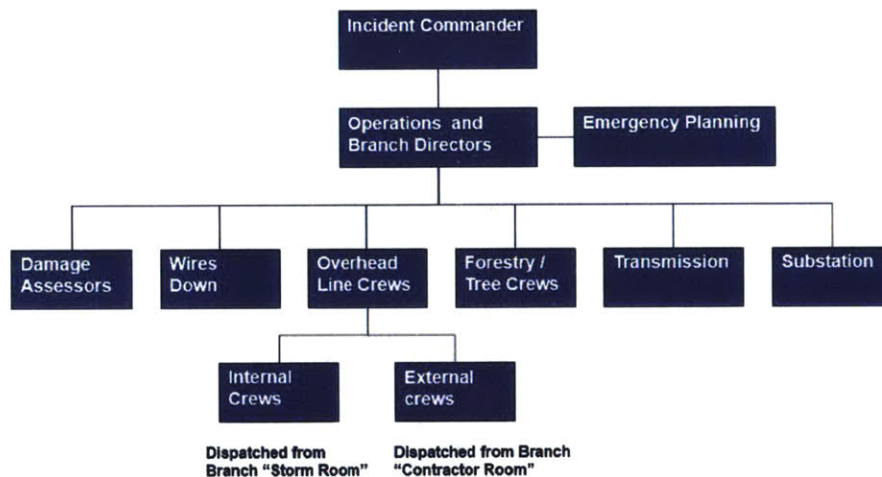 Incident Commander
Operations and
Branch Directors
Emergency Planning
Damage
Assessors
Wires
Down
Overhead
Line Crews
Forestry /
Tree Crews
Transmission
Substation
Internal
Crews
External
crews
Dispatched from
Branch "Storm Room"
Dispatched from Branch
"Contractor Room"